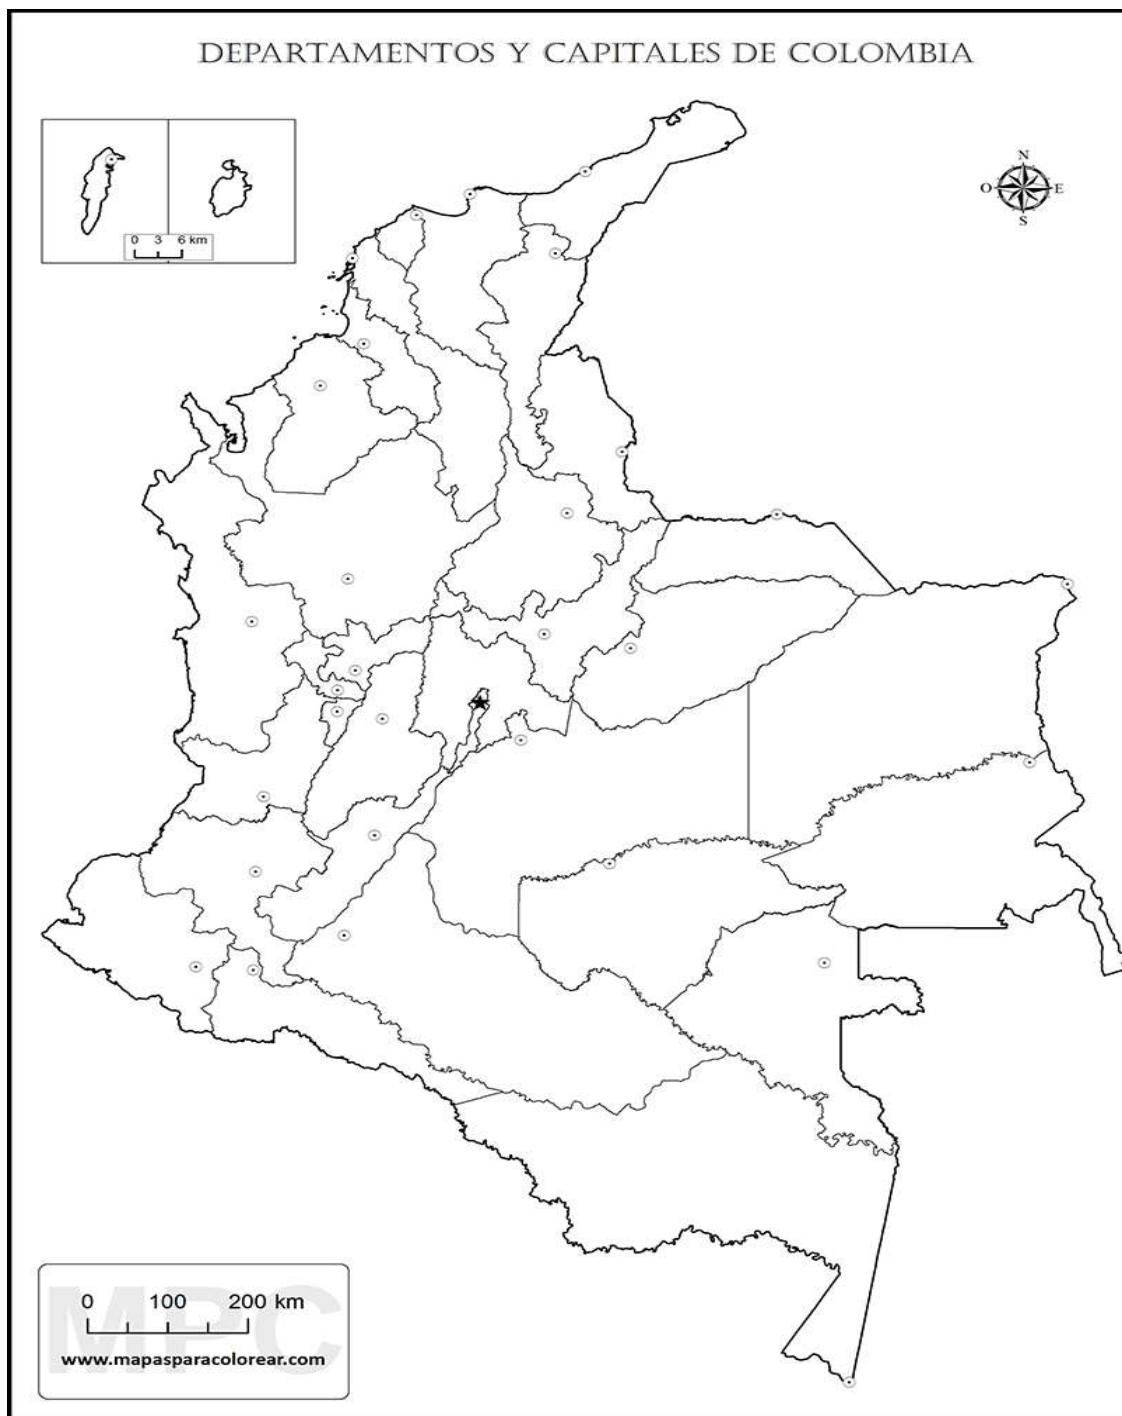 DEPARTAMENTOS Y CAPITALES DE COLOMBIA
N
O E
S
0 3 6 km
MPC
0 100 200 km
www.mapasparacolorear.com